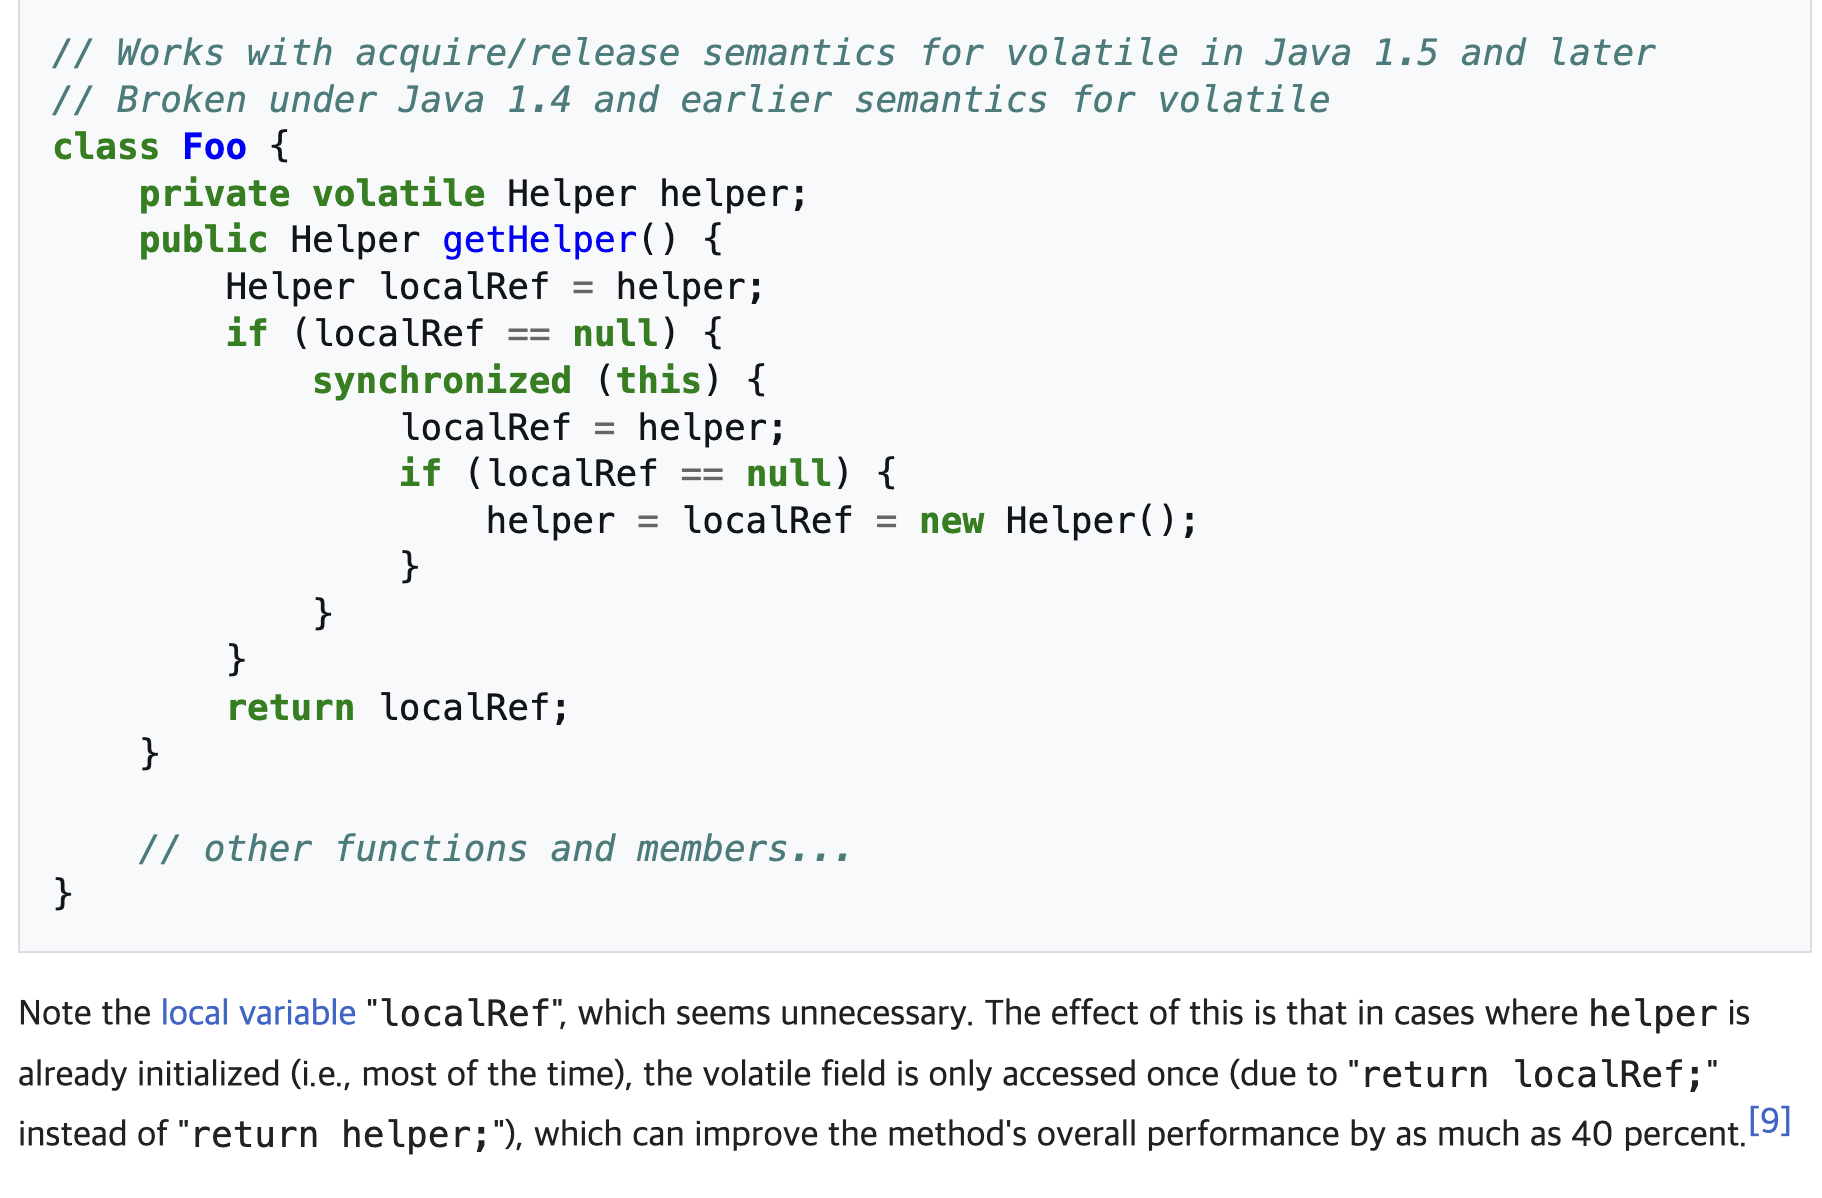 // Works with acquire/release semantics for volatile in Java 1.5 and later
// Broken under Java 1.4 and earlier semantics for volatile
class Foo {
    private volatile Helper helper;
    public Helper getHelper() {
        Helper localRef = helper;
        if (localRef == null) {
            synchronized (this) {
                localRef = helper;
                if (localRef == null) {
                    helper = localRef = new Helper();
                }
            }
        }
        return localRef;
    }

    // other functions and members...
}
Note the local variable "localRef", which seems unnecessary. The effect of this is that in cases where helper is
already initialized (i.e., most of the time), the volatile field is only accessed once (due to "return localRef;"
instead of "return helper;"), which can improve the method's overall performance by as much as 40 percent.[9]